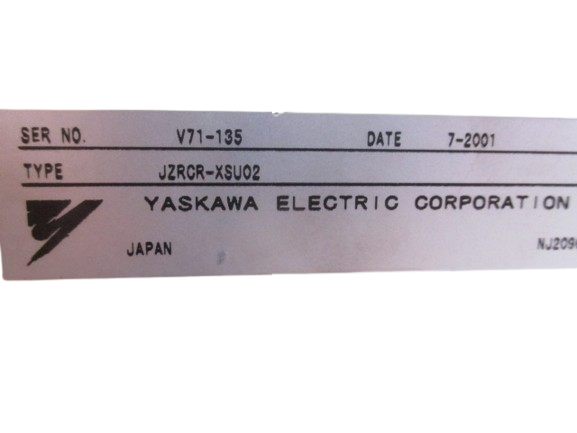 SER NO. V71-135 DATE 7-2001
TYPE JZRCR-XSU02
YASKAWA ELECTRIC CORPORATION
JAPAN